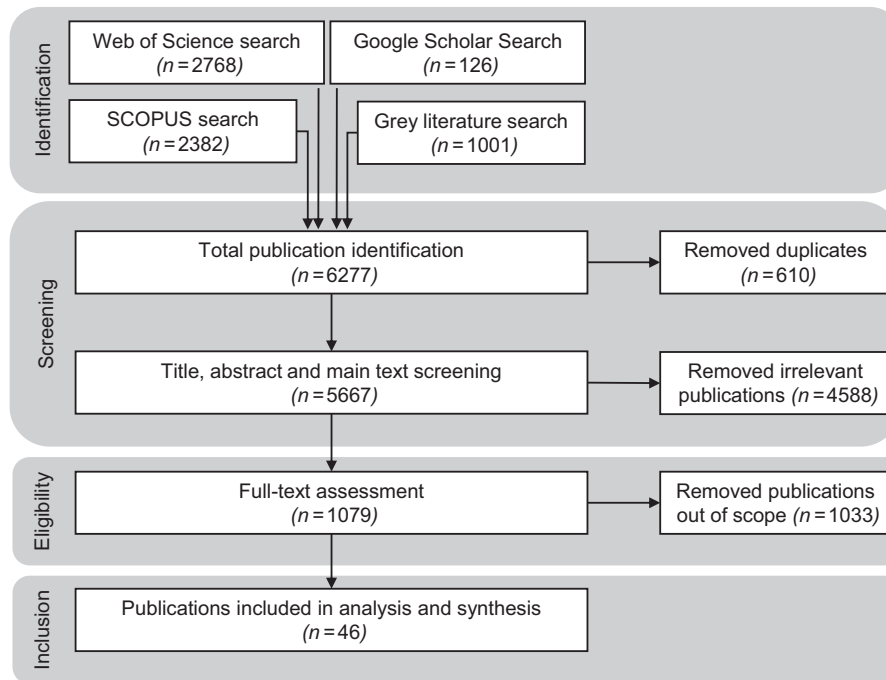 Identification
Web of Science search
(n=2768)
Google Scholar Search
(n=126)
SCOPUS search
(n=2382)
Grey literature search
(n=1001)
Screening
Total publication identification
(n=6277)
Removed duplicates
(n=610)
Title, abstract and main text screening
(n=5667)
Removed irrelevant
publications (n=4588)
Eligibility
Full-text assessment
(n=1079)
Removed publications
out of scope (n=1033)
Inclusion
Publications included in analysis and synthesis
(n=46)